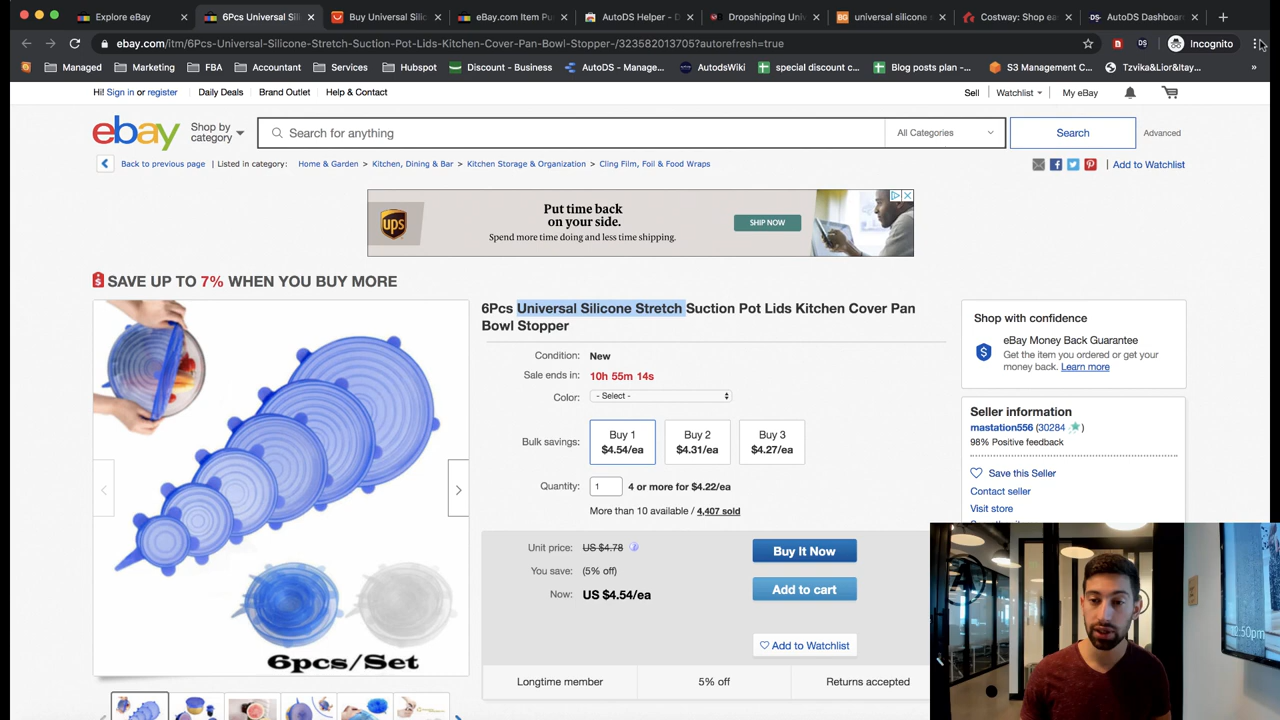 Explore eBay
6Pcs Universal Sili
Buy Universal Silic
eBay.com Item Pu
AutoDS Helper - D
Dropshipping Univ
universal silicone s
Costway: Shop ea
AutoDS Dashboar
ebay.com/itm/6Pcs-Universal-Silicone-Stretch-Suction-Pot-Lids-Kitchen-Cover-Pan-Bowl-Stopper-/323582013705?autorefresh=true
Incognito
Managed
Marketing
FBA
Accountant
Services
Hubspot
Discount - Business
AutoDS - Manage...
AutodsWiki
special discount c...
Blog posts plan -...
S3 Management C...
Tzvika&Lior&Itay...
Hi! Sign in or register
Daily Deals
Brand Outlet
Help & Contact
Sell
Watchlist
My eBay
ebay
Shop by
category
Search for anything
All Categories
Search
Advanced
Back to previous page | Listed in category: Home & Garden > Kitchen, Dining & Bar > Kitchen Storage & Organization > Cling Film, Foil & Food Wraps
| Add to Watchlist
ups
Put time back
on your side.
Spend more time doing and less time shipping.
SHIP NOW
SAVE UP TO 7% WHEN YOU BUY MORE
6Pcs Universal Silicone Stretch Suction Pot Lids Kitchen Cover Pan
Bowl Stopper
Condition: New
Sale ends in: 10h 55m 14s
Color: - Select -
Bulk savings:
Buy 1
$4.54/ea
Buy 2
$4.31/ea
Buy 3
$4.27/ea
Quantity: 1 4 or more for $4.22/ea
More than 10 available / 4,407 sold
Unit price: US $4.78
You save: (5% off)
Now: US $4.54/ea
Buy It Now
Add to cart
Add to Watchlist
Longtime member
5% off
Returns accepted
6pcs/Set
Shop with confidence
eBay Money Back Guarantee
Get the item you ordered or get your
money back. Learn more
Seller information
mastation556 (30284 )
98% Positive feedback
Save this Seller
Contact seller
Visit store
2:50pm